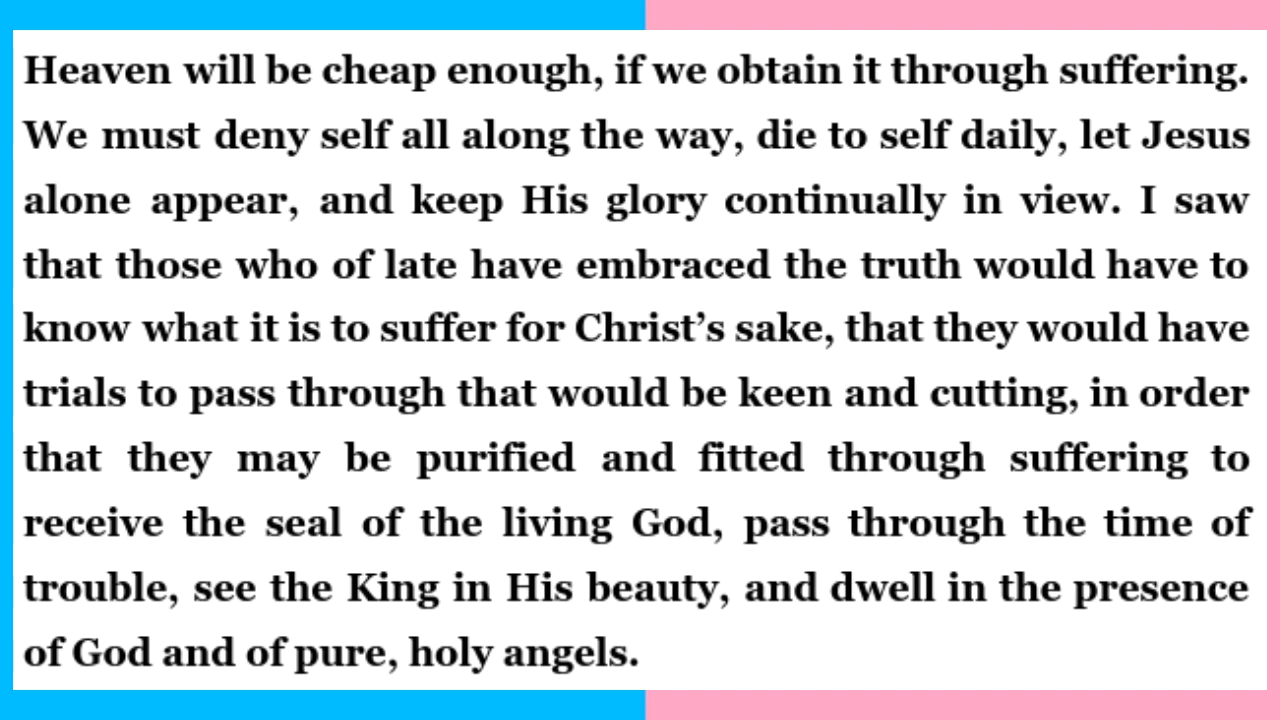 Heaven will be cheap enough, if we obtain it through suffering.
We must deny self all along the way, die to self daily, let Jesus
alone appear, and keep His glory continually in view. I saw
that those who of late have embraced the truth would have to
know what it is to suffer for Christ’s sake, that they would have
trials to pass through that would be keen and cutting, in order
that they may be purified and fitted through suffering to
receive the seal of the living God, pass through the time of
trouble, see the King in His beauty, and dwell in the presence
of God and of pure, holy angels.